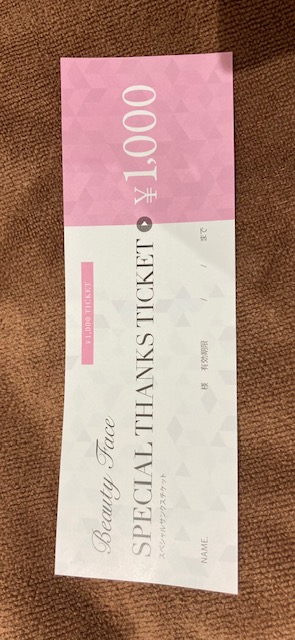 Beauty Face
¥1,000 TICKET
SPECIAL THANKS TICKET ▶ ¥1,000
スペシャルサンクスチケット
NAME. 様 有効期限 / / まで